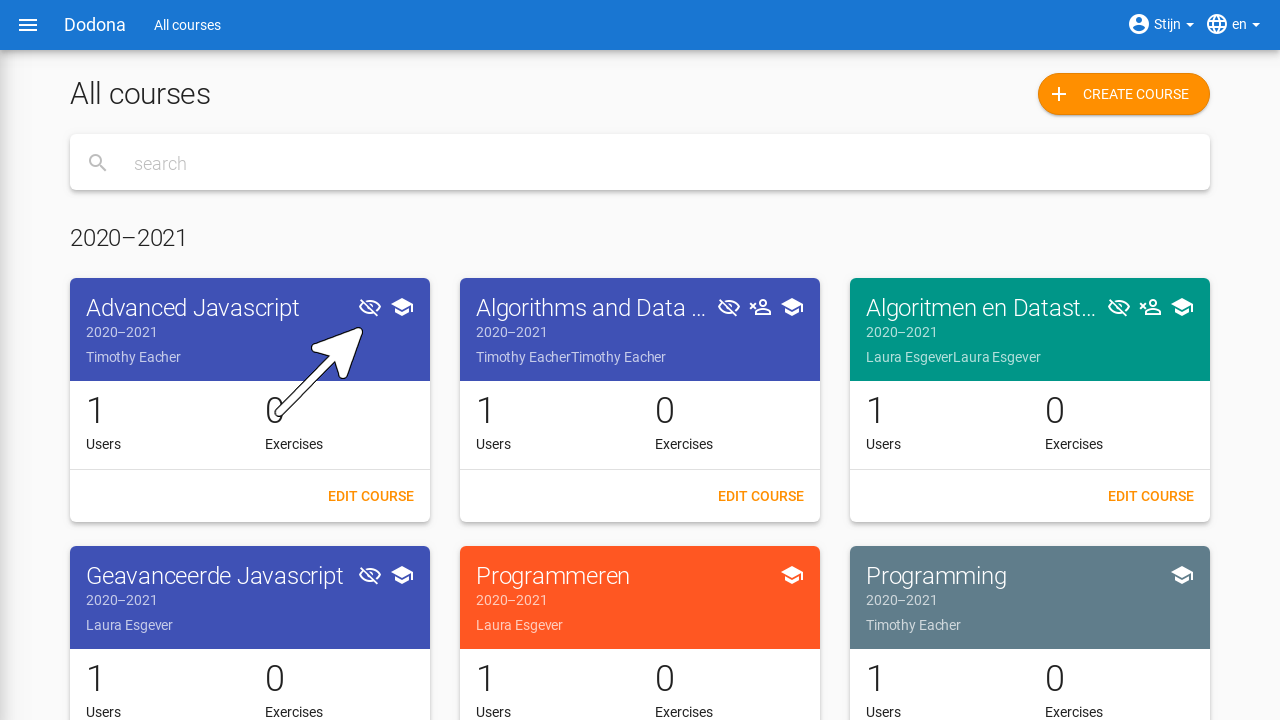 Dodona All courses Stijn en
All courses
CREATE COURSE
search
2020–2021
Advanced Javascript
2020–2021
Timothy Eacher
1 0
Users Exercises
EDIT COURSE
Algorithms and Data ...
2020–2021
Timothy EacherTimothy Eacher
1 0
Users Exercises
EDIT COURSE
Algoritmen en Datast...
2020–2021
Laura EsgeverLaura Esgever
1 0
Users Exercises
EDIT COURSE
Geavanceerde Javascript
2020–2021
Laura Esgever
1 0
Users Exercises
Programmeren
2020–2021
Laura Esgever
1 0
Users Exercises
Programming
2020–2021
Timothy Eacher
1 0
Users Exercises